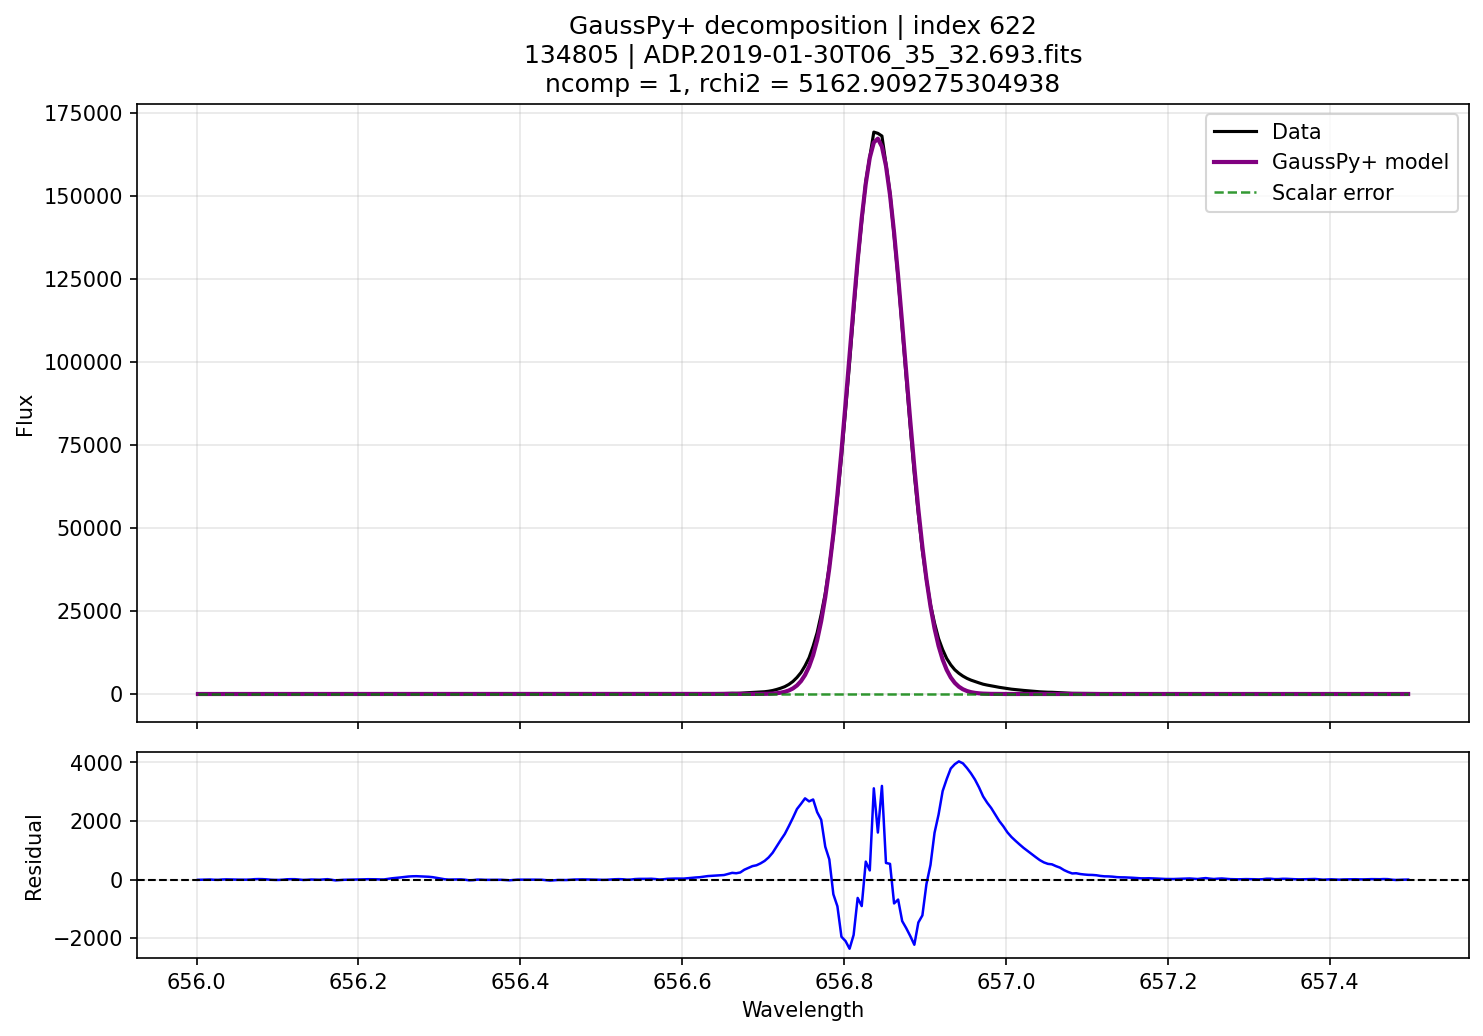 GaussPy+ decomposition | index 622
134805 | ADP.2019-01-30T06_35_32.693.fits
ncomp = 1, rchi2 = 5162.909275304938
175000
150000
125000
100000
75000
50000
25000
0
Flux
Data
GaussPy+ model
Scalar error
4000
2000
0
−2000
Residual
656.0
656.2
656.4
656.6
656.8
657.0
657.2
657.4
Wavelength